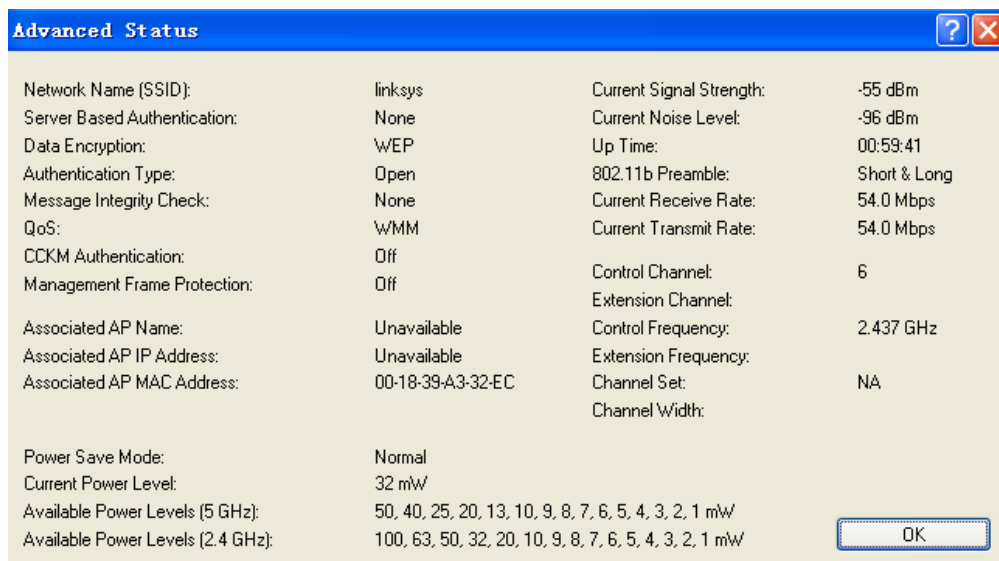 Advanced Status
Network Name (SSID): linksys
Server Based Authentication: None
Data Encryption: WEP
Authentication Type: Open
Message Integrity Check: None
QoS: WMM
CCKM Authentication: Off
Management Frame Protection: Off
Associated AP Name: Unavailable
Associated AP IP Address: Unavailable
Associated AP MAC Address: 00-18-39-A3-32-EC
Current Signal Strength: -55 dBm
Current Noise Level: -96 dBm
Up Time: 00:59:41
802.11b Preamble: Short & Long
Current Receive Rate: 54.0 Mbps
Current Transmit Rate: 54.0 Mbps
Control Channel: 6
Extension Channel:
Control Frequency: 2.437 GHz
Extension Frequency:
Channel Set: NA
Channel Width:
Power Save Mode: Normal
Current Power Level: 32 mW
Available Power Levels (5 GHz): 50, 40, 25, 20, 13, 10, 9, 8, 7, 6, 5, 4, 3, 2, 1 mW
Available Power Levels (2.4 GHz): 100, 63, 50, 32, 20, 10, 9, 8, 7, 6, 5, 4, 3, 2, 1 mW
OK